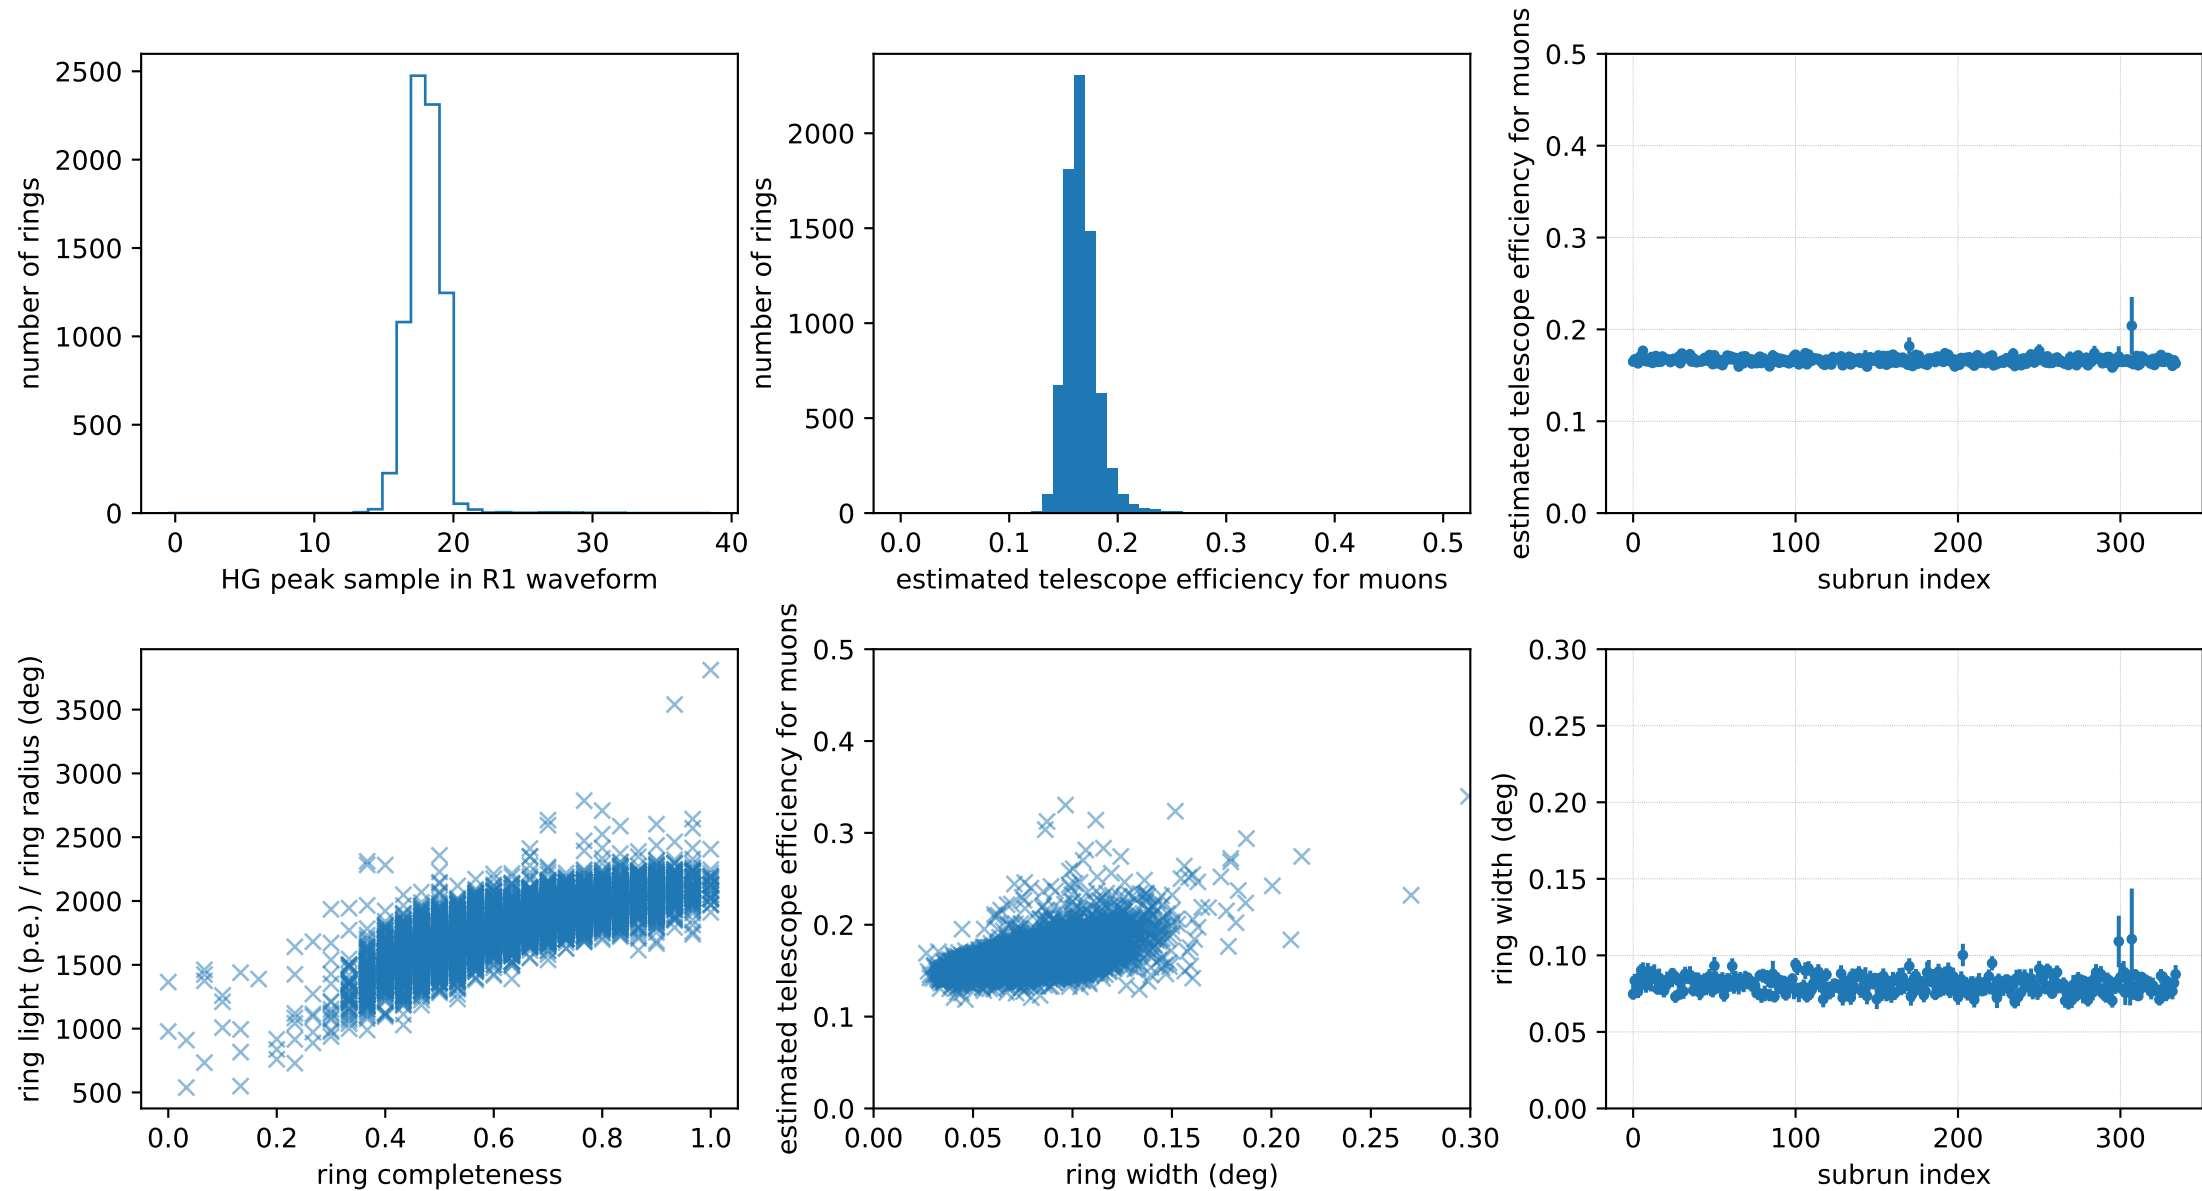 2500
2000
1500
1000
500
0
number of rings
0 10 20 30 40
HG peak sample in R1 waveform
2000
1500
1000
500
0
number of rings
0.0 0.1 0.2 0.3 0.4 0.5
estimated telescope efficiency for muons
0.5
0.4
0.3
0.2
0.1
0.0
estimated telescope efficiency for muons
0 100 200 300
subrun index
3500
3000
2500
2000
1500
1000
500
ring light (p.e.) / ring radius (deg)
0.0 0.2 0.4 0.6 0.8 1.0
ring completeness
0.5
0.4
0.3
0.2
0.1
0.0
estimated telescope efficiency for muons
0.00 0.05 0.10 0.15 0.20 0.25 0.30
ring width (deg)
0.30
0.25
0.20
0.15
0.10
0.05
0.00
ring width (deg)
0 100 200 300
subrun index